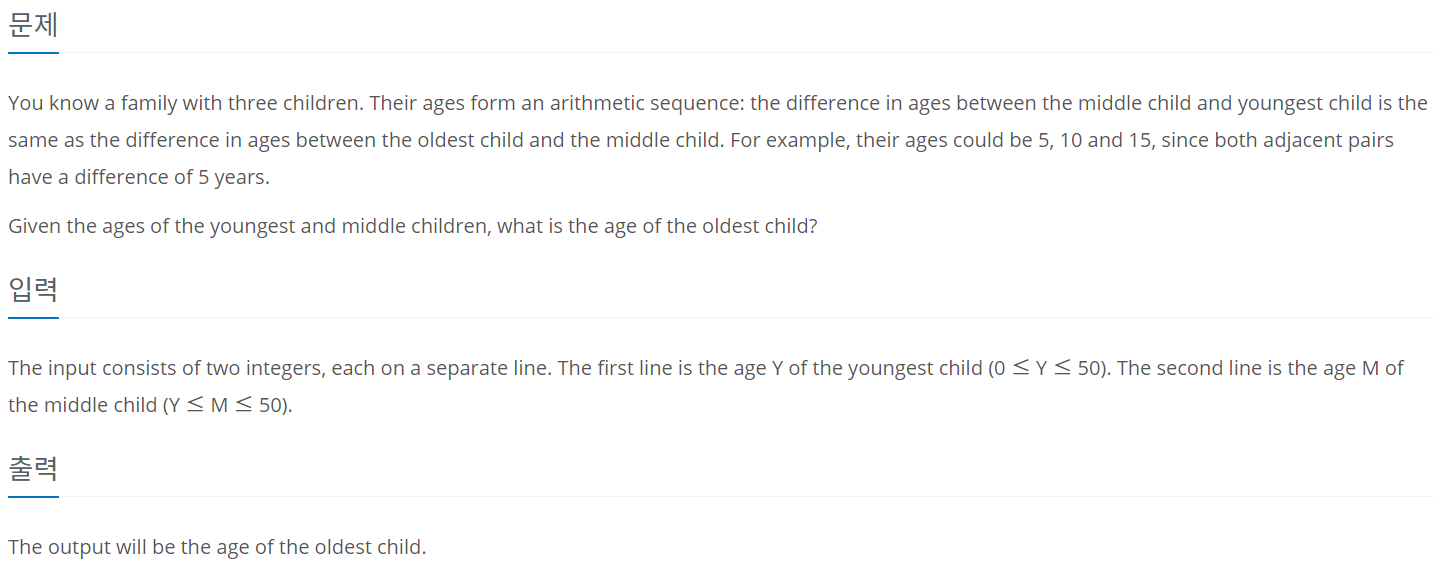 문제
You know a family with three children. Their ages form an arithmetic sequence: the difference in ages between the middle child and youngest child is the
same as the difference in ages between the oldest child and the middle child. For example, their ages could be 5, 10 and 15, since both adjacent pairs
have a difference of 5 years.
Given the ages of the youngest and middle children, what is the age of the oldest child?
입력
The input consists of two integers, each on a separate line. The first line is the age Y of the youngest child (0 ≤ Y ≤ 50). The second line is the age M of
the middle child (Y ≤ M ≤ 50).
출력
The output will be the age of the oldest child.